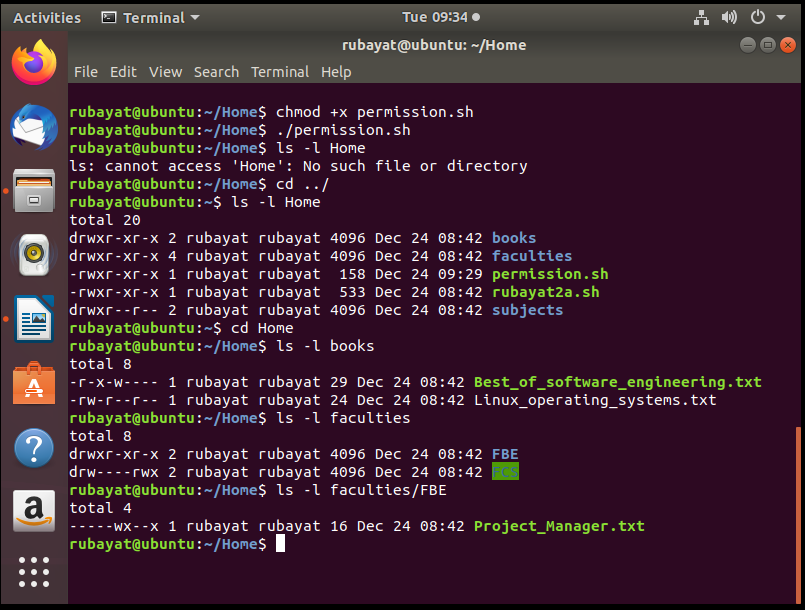 Activities Terminal Tue 09:34
rubayat@ubuntu: ~/Home
File Edit View Search Terminal Help
rubayat@ubuntu:~/Home$ chmod +x permission.sh
rubayat@ubuntu:~/Home$ ./permission.sh
rubayat@ubuntu:~/Home$ ls -l Home
ls: cannot access 'Home': No such file or directory
rubayat@ubuntu:~/Home$ cd ../
rubayat@ubuntu:~$ ls -l Home
total 20
drwxr-xr-x 2 rubayat rubayat 4096 Dec 24 08:42 books
drwxr-xr-x 4 rubayat rubayat 4096 Dec 24 08:42 faculties
-rwxr-xr-x 1 rubayat rubayat  158 Dec 24 09:29 permission.sh
-rwxr-xr-x 1 rubayat rubayat  533 Dec 24 08:42 rubayat2a.sh
drwxr--r-- 2 rubayat rubayat 4096 Dec 24 08:42 subjects
rubayat@ubuntu:~$ cd Home
rubayat@ubuntu:~/Home$ ls -l books
total 8
-r-x-w---- 1 rubayat rubayat 29 Dec 24 08:42 Best_of_software_engineering.txt
-rw-r--r-- 1 rubayat rubayat 24 Dec 24 08:42 Linux_operating_systems.txt
rubayat@ubuntu:~/Home$ ls -l faculties
total 8
drwxr-xr-x 2 rubayat rubayat 4096 Dec 24 08:42 FBE
drw----rwx 2 rubayat rubayat 4096 Dec 24 08:42 FCS
rubayat@ubuntu:~/Home$ ls -l faculties/FBE
total 4
-----wx--x 1 rubayat rubayat 16 Dec 24 08:42 Project_Manager.txt
rubayat@ubuntu:~/Home$